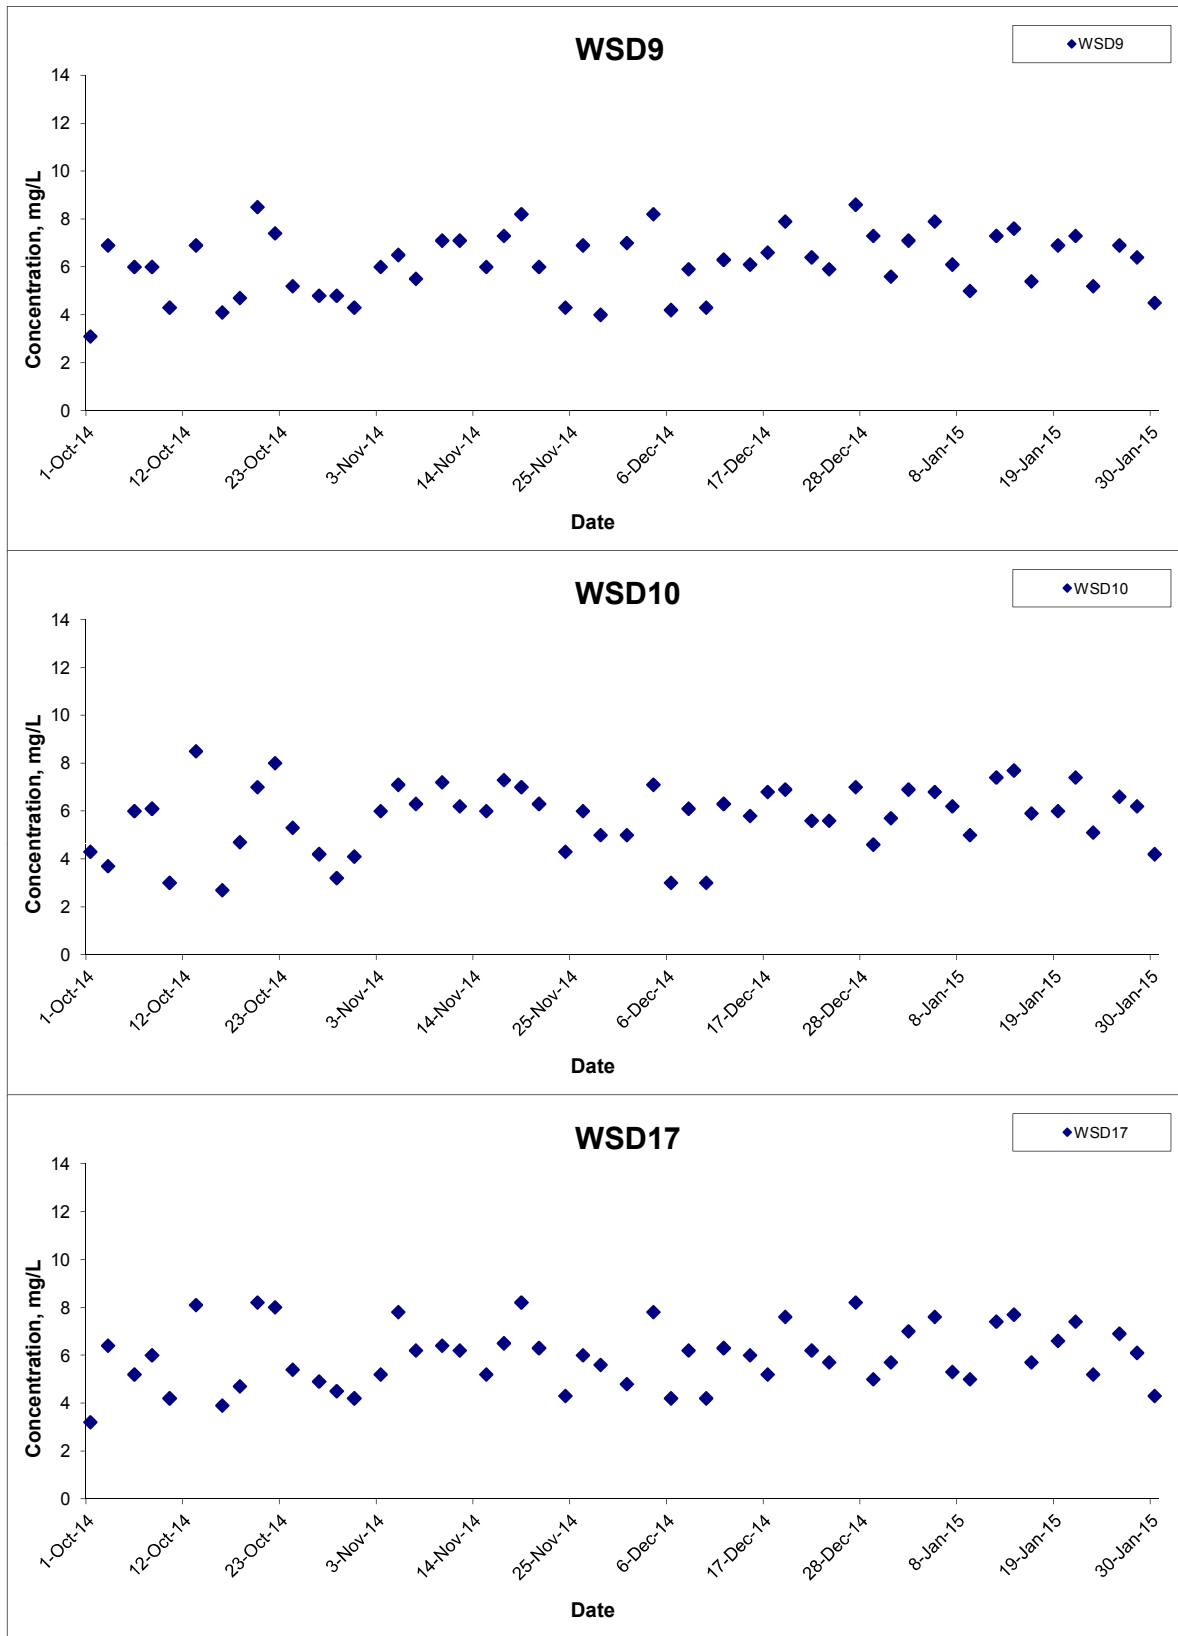 WSD9
WSD9
14
12
10
8
6
4
2
0
Concentration, mg/L
1-Oct-14
12-Oct-14
23-Oct-14
3-Nov-14
14-Nov-14
25-Nov-14
6-Dec-14
17-Dec-14
28-Dec-14
8-Jan-15
19-Jan-15
30-Jan-15
Date
WSD10
WSD10
14
12
10
8
6
4
2
0
Concentration, mg/L
1-Oct-14
12-Oct-14
23-Oct-14
3-Nov-14
14-Nov-14
25-Nov-14
6-Dec-14
17-Dec-14
28-Dec-14
8-Jan-15
19-Jan-15
30-Jan-15
Date
WSD17
WSD17
14
12
10
8
6
4
2
0
Concentration, mg/L
1-Oct-14
12-Oct-14
23-Oct-14
3-Nov-14
14-Nov-14
25-Nov-14
6-Dec-14
17-Dec-14
28-Dec-14
8-Jan-15
19-Jan-15
30-Jan-15
Date